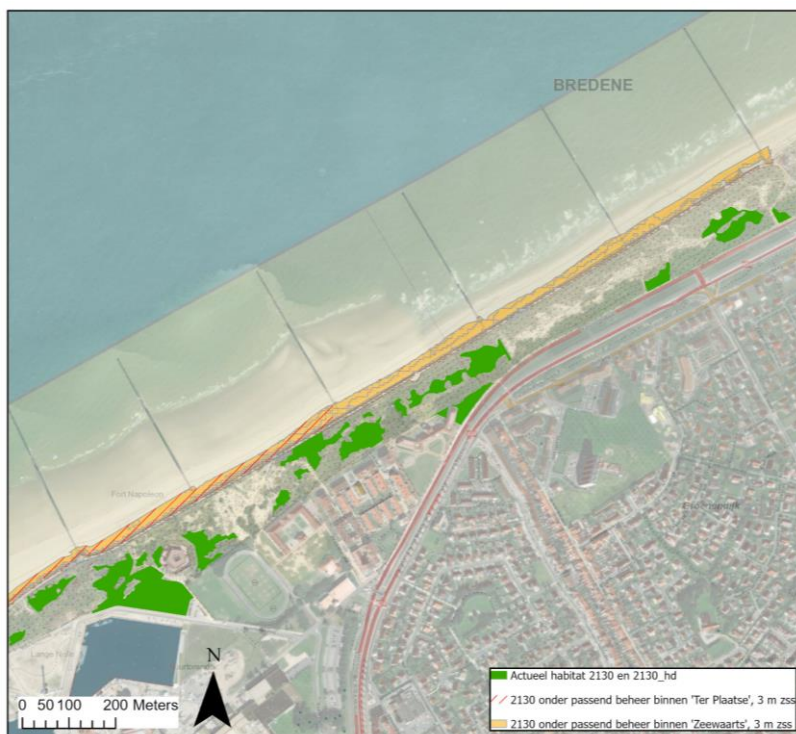 BREDENE
Fort Napoleon
N
0 50 100 200 Meters
Actueel habitat 2130 en 2130_hd
2130 onder passend beheer binnen 'Ter Plaatse', 3 m zss
2130 onder passend beheer binnen 'Zeewaarts', 3 m zss